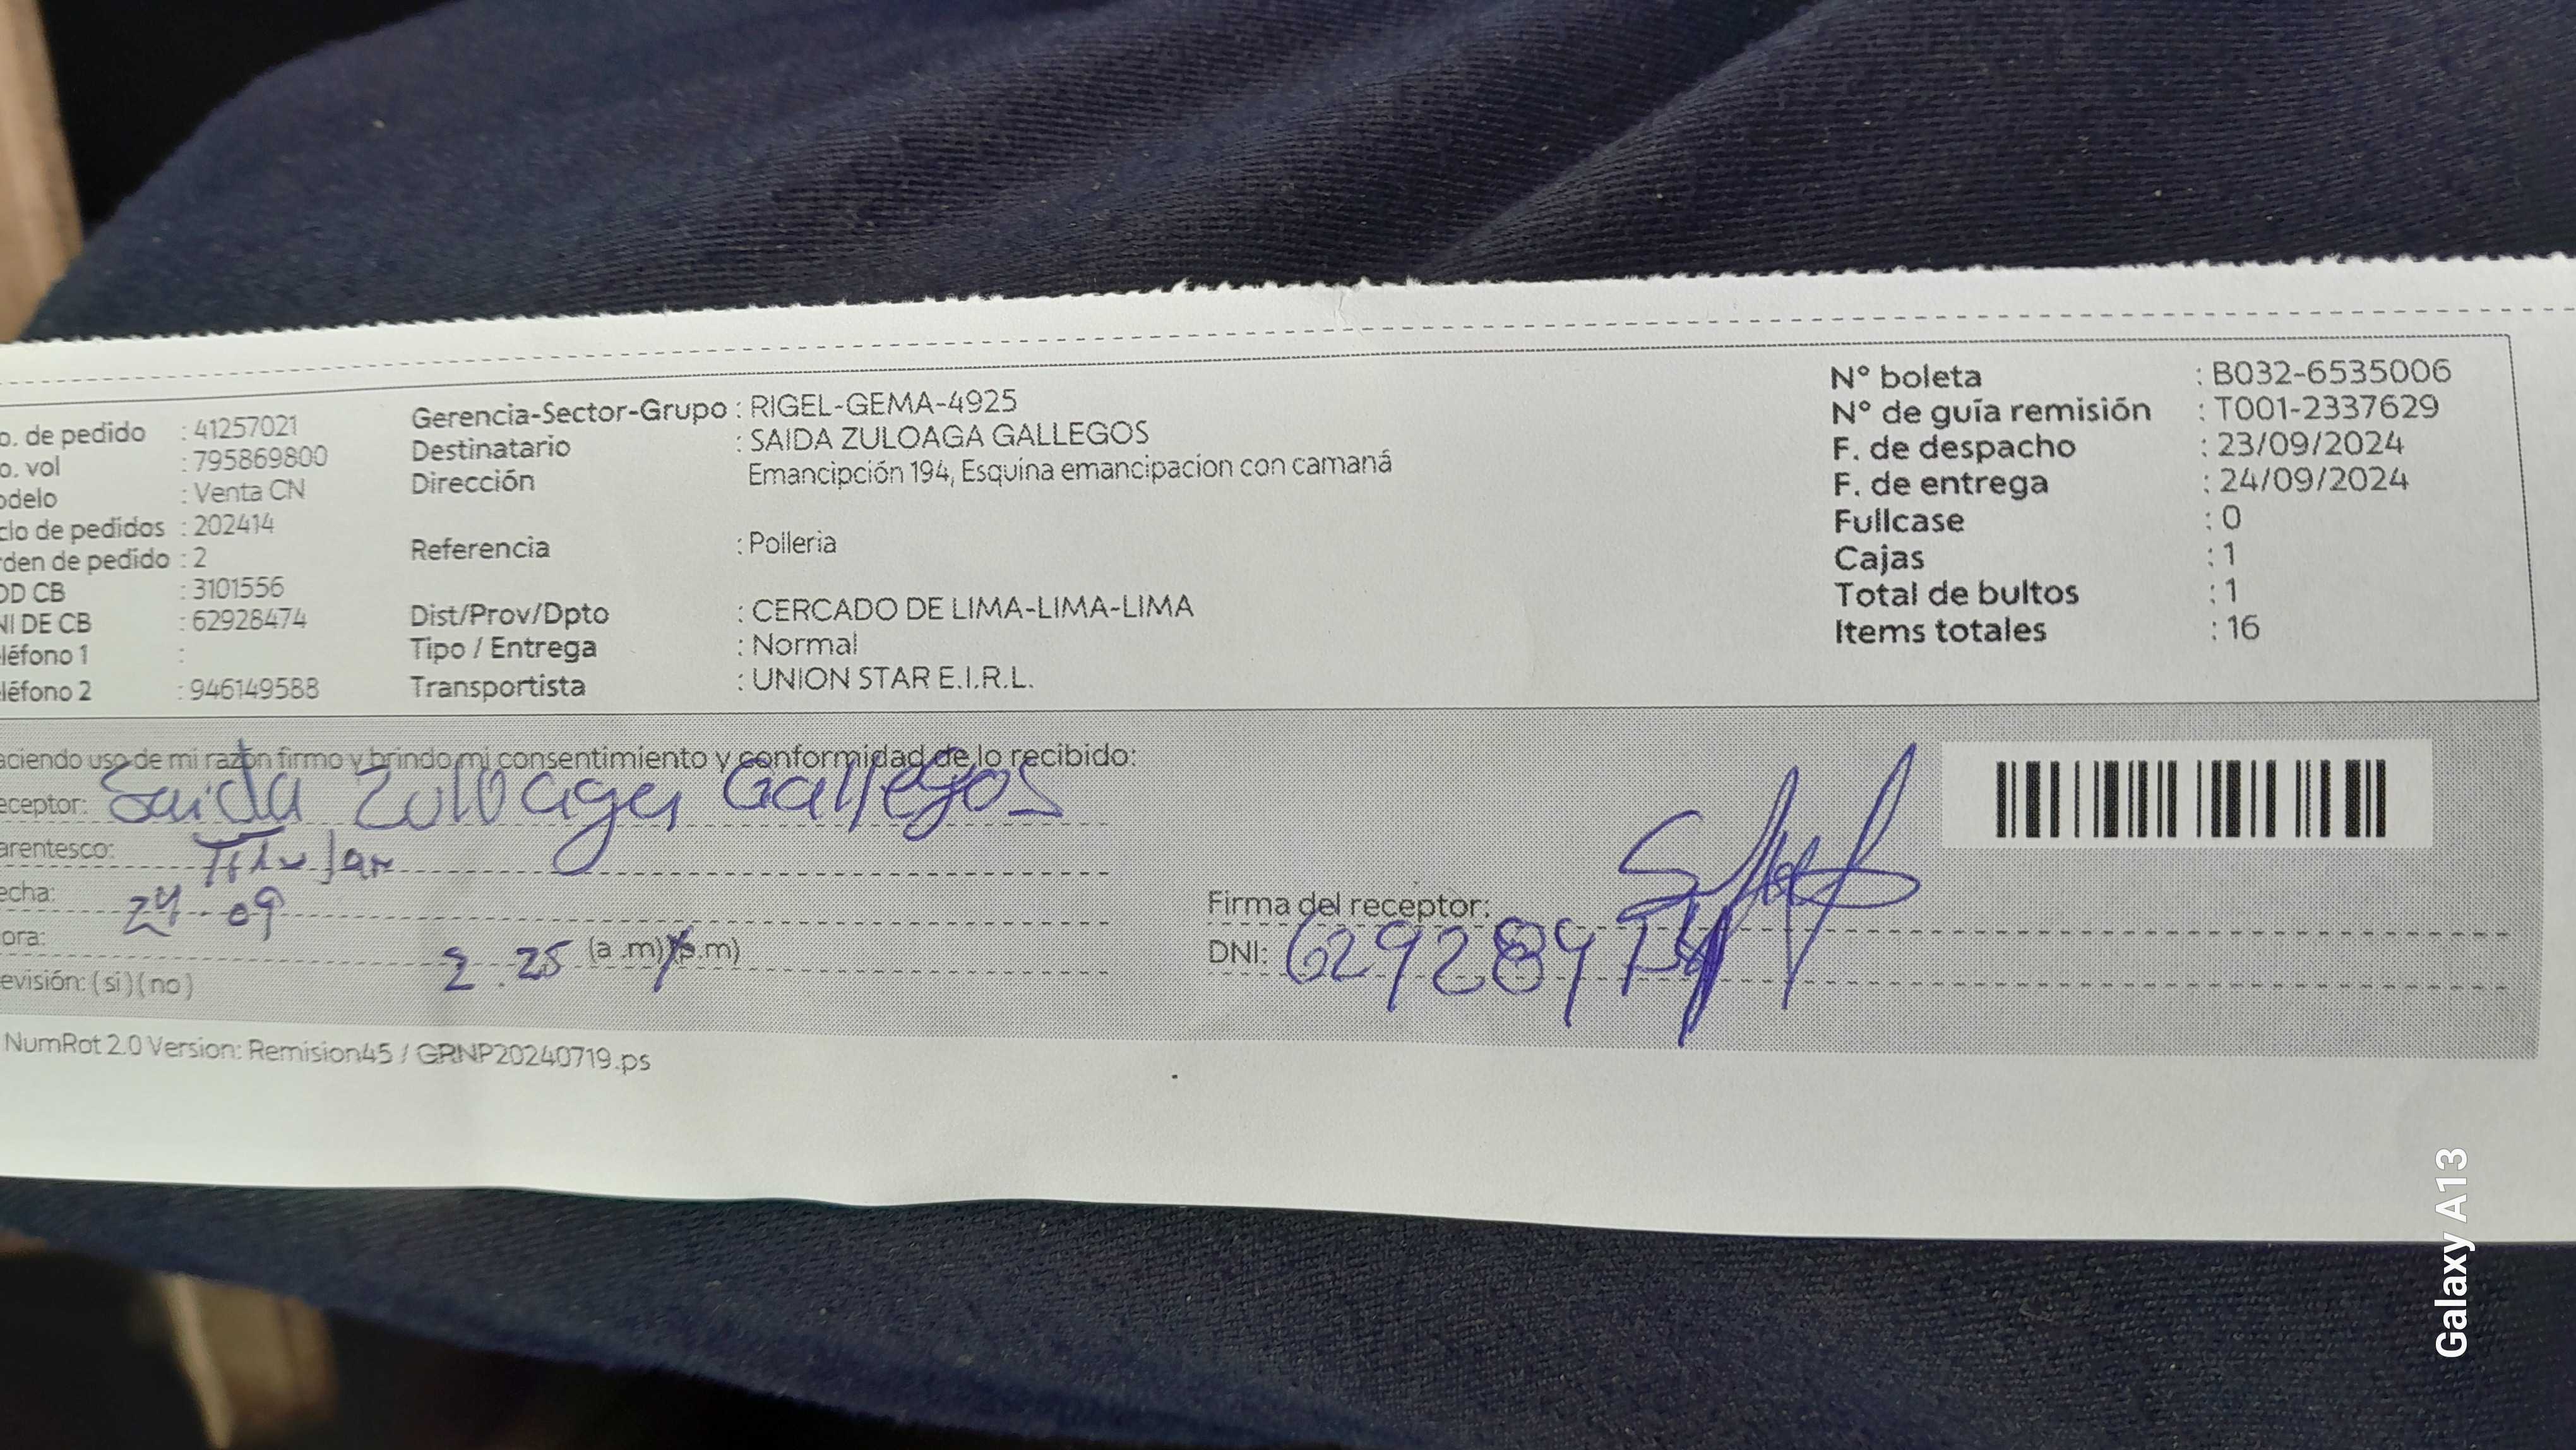 o. de pedido : 41257021
o. vol : 795869800
odelo : Venta CN
clo de pedidos : 202414
rden de pedido : 2
OD CB : 3101556
NI DE CB : 62928474
léfono 1 :
léfono 2 : 946149588
Gerencia-Sector-Grupo : RIGEL-GEMA-4925
Destinatario : SAIDA ZULOAGA GALLEGOS
Dirección Emancipción 194, Esquina emancipacion con camaná
Referencia : Polleria
Dist/Prov/Dpto : CERCADO DE LIMA-LIMA-LIMA
Tipo / Entrega : Normal
Transportista : UNION STAR E.I.R.L.
N° boleta : B032-6535006
N° de guía remisión : T001-2337629
F. de despacho : 23/09/2024
F. de entrega : 24/09/2024
Fullcase : 0
Cajas : 1
Total de bultos : 1
Items totales : 16
aciendo uso de mi razón firmo y brindo mi consentimiento y conformidad de lo recibido:
eceptor: Saida Zuloaga Gallegos
arentesco: Titular
echa: 24-09
ora: 2.25 (a .m) (p.m)
evisión: ( si ) ( no )
Firma del receptor:
DNI: 62928474
NumRot 2.0 Version: Remision45 / GRNP20240719.ps
Galaxy A13